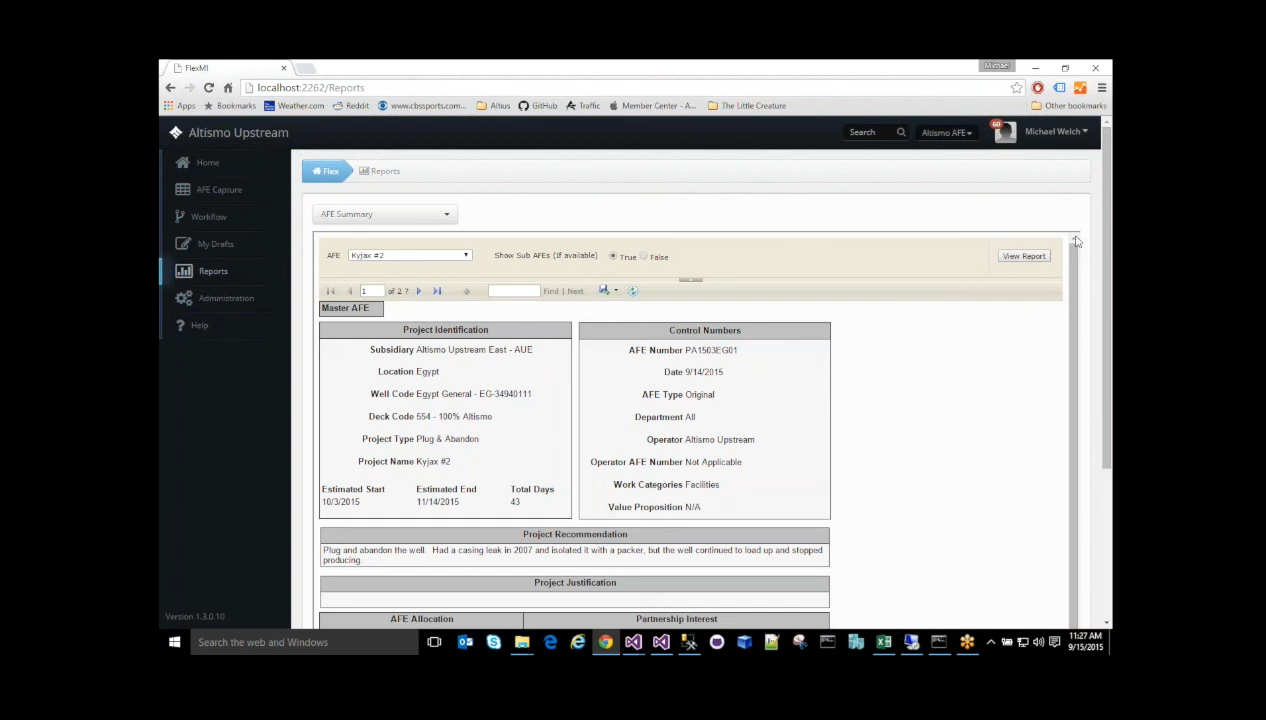 FlexMI
Michael
localhost:2262/Reports
Apps Bookmarks Weather.com Reddit www.cbssports.com... Altius GitHub Traffic Member Center - A... The Little Creature Other bookmarks
Altismo Upstream Search Altismo AFE 60 Michael Welch
Home
AFE Capture
Workflow
My Drafts
Reports
Administration
Help
Version 1.3.0.10
Flex Reports
AFE Summary
AFE Kyjax #2 Show Sub AFEs (If available) True False View Report
1 of 2 ? Find | Next
Master AFE
Project Identification
Subsidiary Altismo Upstream East - AUE
Location Egypt
Well Code Egypt General - EG-34940111
Deck Code 554 - 100% Altismo
Project Type Plug & Abandon
Project Name Kyjax #2
Estimated Start Estimated End Total Days
10/3/2015 11/14/2015 43
Control Numbers
AFE Number PA1503EG01
Date 9/14/2015
AFE Type Original
Department All
Operator Altismo Upstream
Operator AFE Number Not Applicable
Work Categories Facilities
Value Proposition N/A
Project Recommendation
Plug and abandon the well. Had a casing leak in 2007 and isolated it with a packer, but the well continued to load up and stopped
producing
Project Justification
AFE Allocation Partnership Interest
Search the web and Windows
11:27 AM
9/15/2015